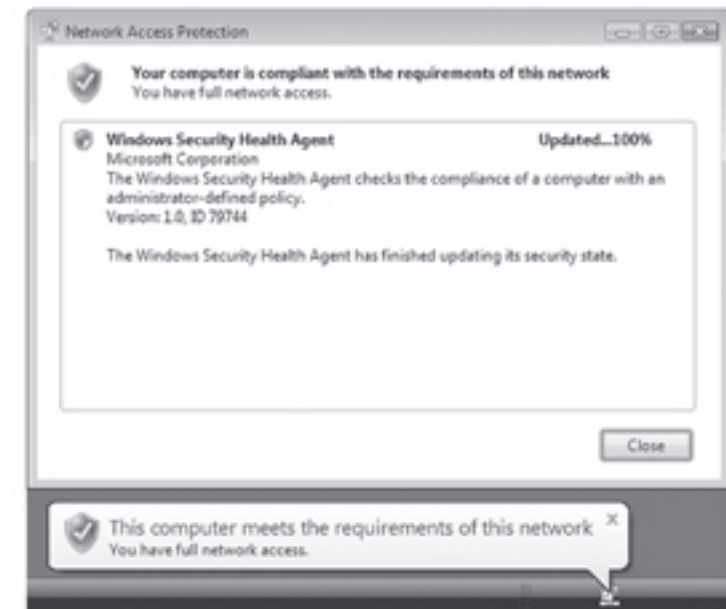 Network Access Protection
Your computer is compliant with the requirements of this network
You have full network access.
Windows Security Health Agent Updated...100%
Microsoft Corporation
The Windows Security Health Agent checks the compliance of a computer with an
administrator-defined policy.
Version: 1.0, ID 79744
The Windows Security Health Agent has finished updating its security state.
Close
This computer meets the requirements of this network
You have full network access.